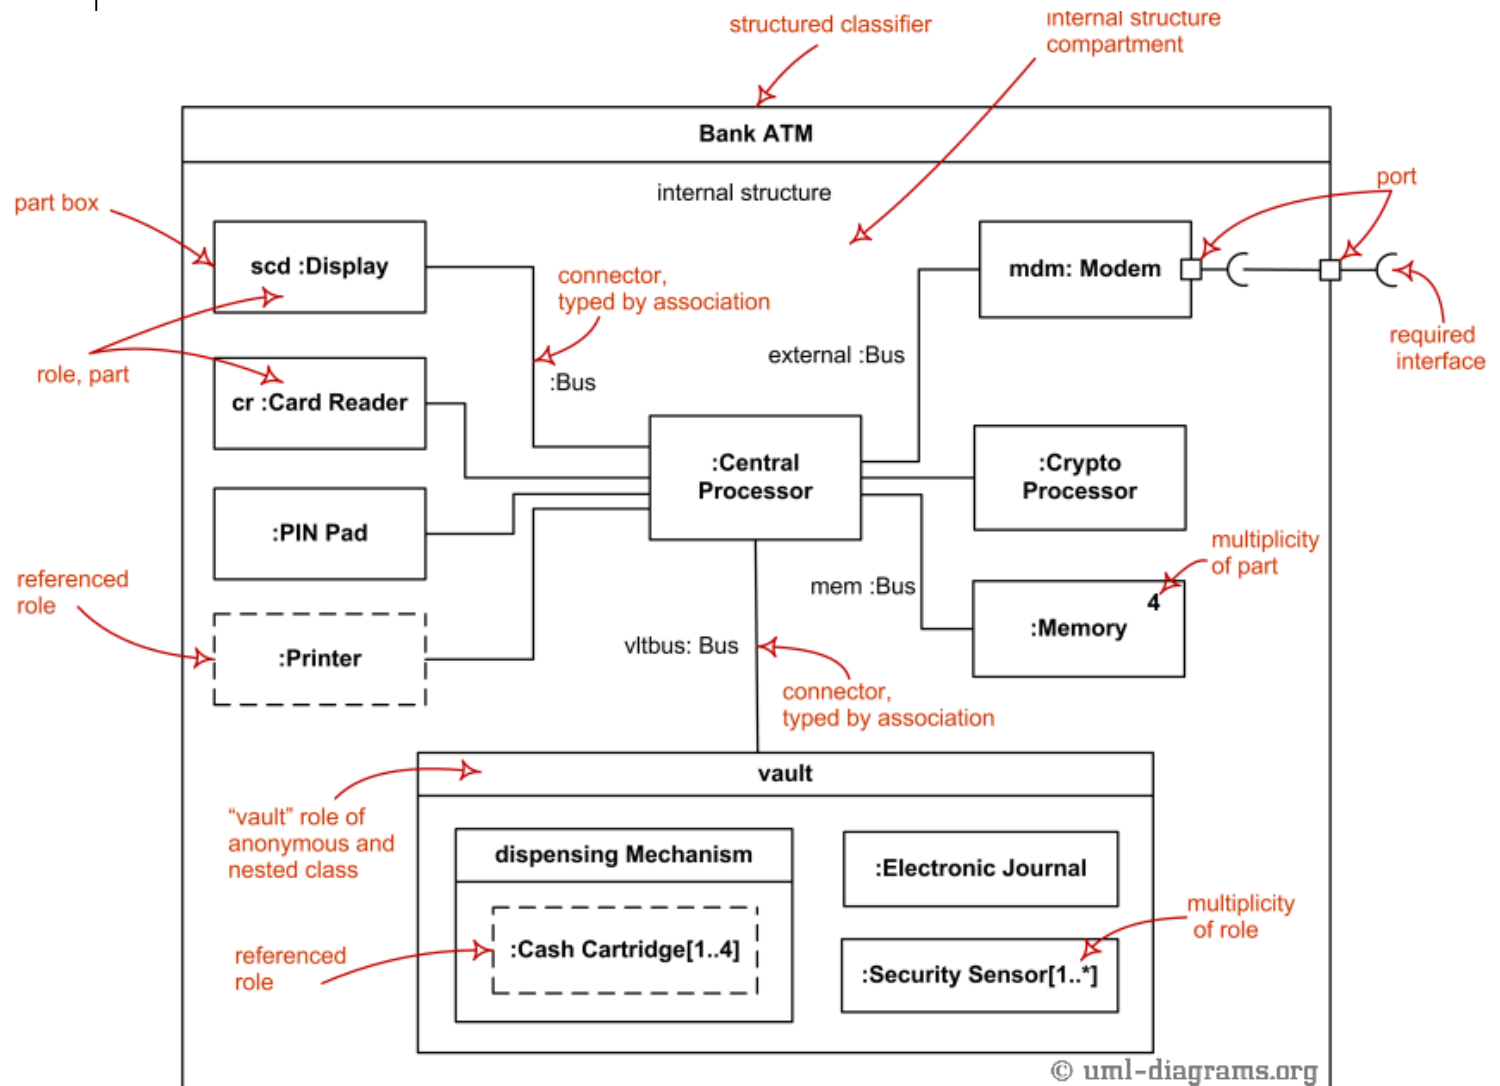 structured classifier
internal structure
compartment
Bank ATM
internal structure
port
part box
scd :Display
connector,
typed by association
mdm: Modem
required
interface
external :Bus
role, part
:Bus
cr :Card Reader
:Central
Processor
:Crypto
Processor
:PIN Pad
multiplicity
of part
referenced
role
mem :Bus
4
:Memory
:Printer
vltbus: Bus
connector,
typed by association
vault
“vault” role of
anonymous and
nested class
dispensing Mechanism
:Electronic Journal
multiplicity
of role
referenced
role
:Cash Cartridge[1..4]
:Security Sensor[1..*]
© uml-diagrams.org